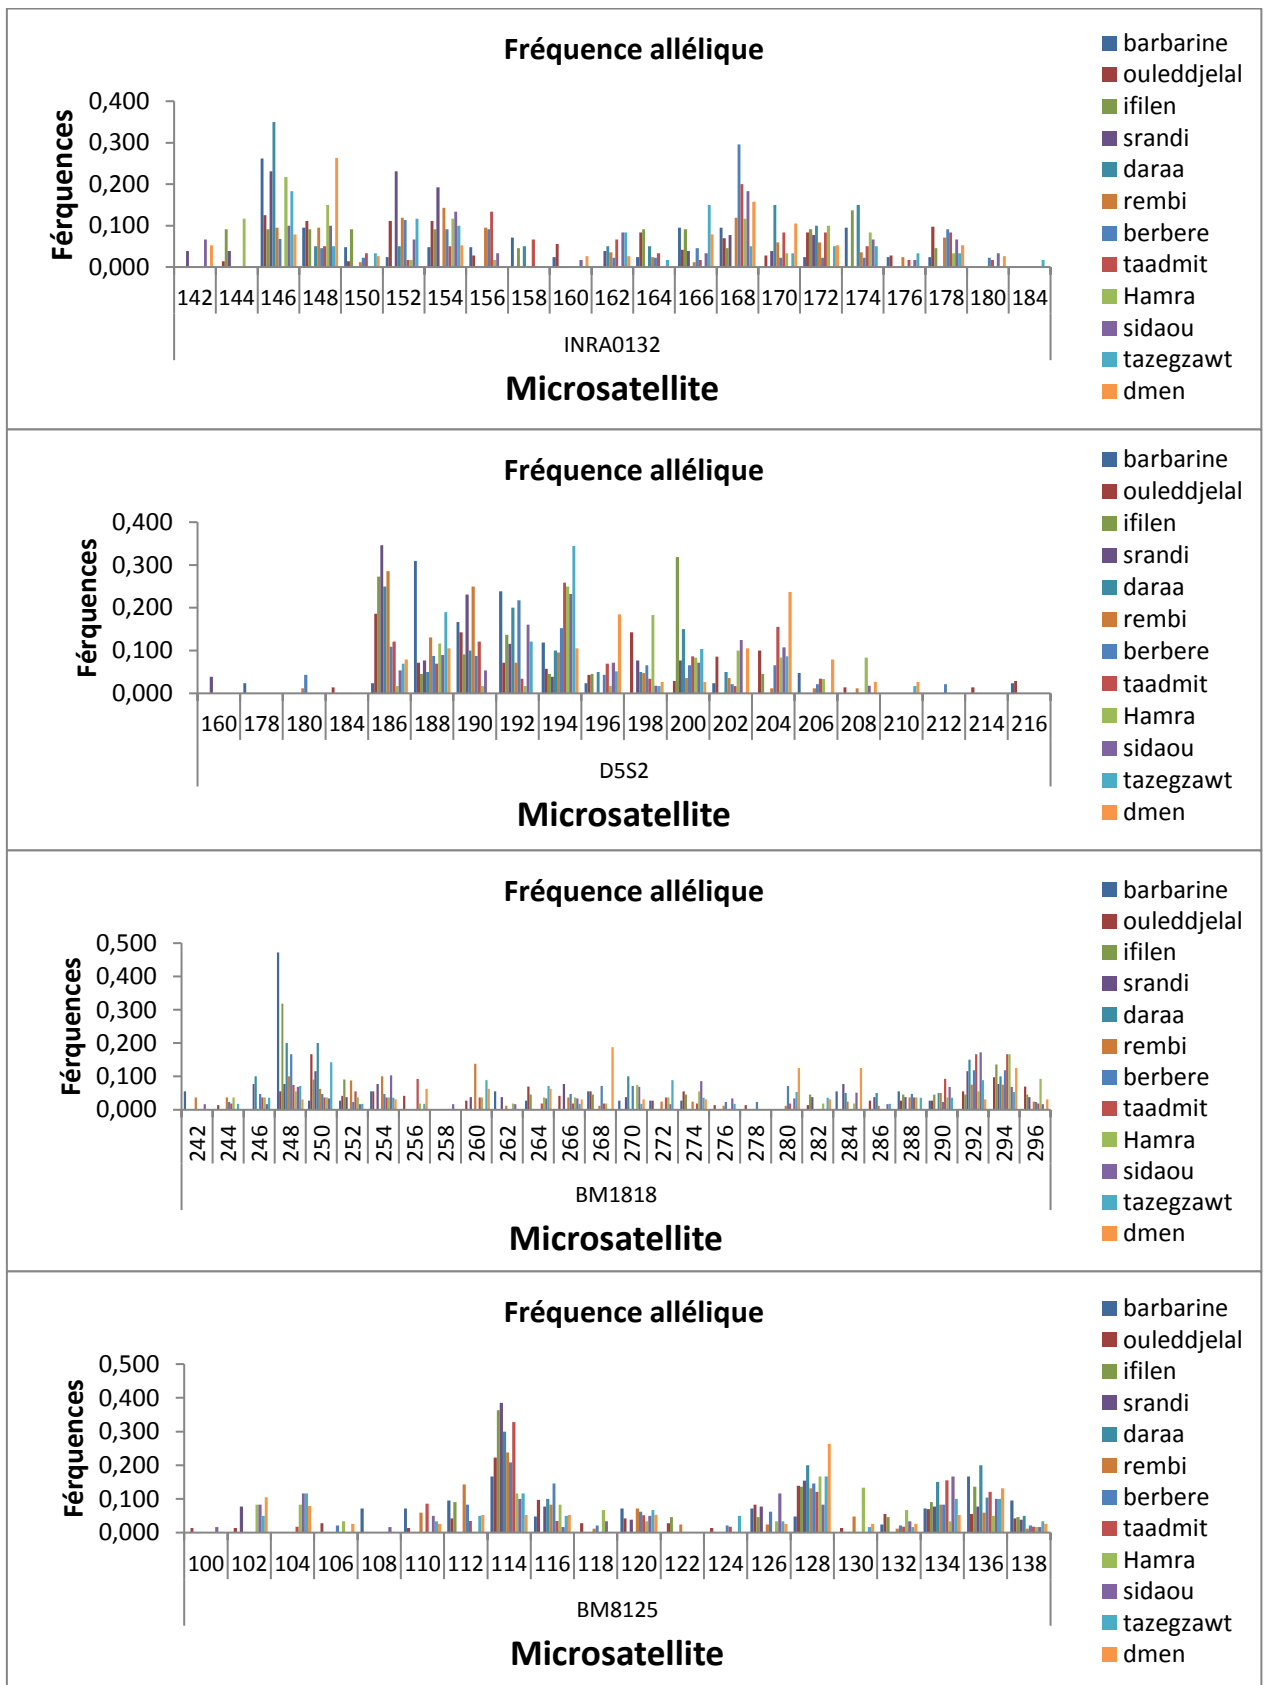 Fréquence allélique
Férquences
0,400
0,300
0,200
0,100
0,000
142 144 146 148 150 152 154 156 158 160 162 164 166 168 170 172 174 176 178 180 184
INRA0132
Microsatellite
barbarine
ouleddjelal
ifilen
srandi
daraa
rembi
berbere
taadmit
Hamra
sidaou
tazegzawt
dmen
Fréquence allélique
Férquences
0,400
0,300
0,200
0,100
0,000
160 178 180 184 186 188 190 192 194 196 198 200 202 204 206 208 210 212 214 216
D5S2
Microsatellite
barbarine
ouleddjelal
ifilen
srandi
daraa
rembi
berbere
taadmit
Hamra
sidaou
tazegzawt
dmen
Fréquence allélique
Férquences
0,500
0,400
0,300
0,200
0,100
0,000
242 244 246 248 250 252 254 256 258 260 262 264 266 268 270 272 274 276 278 280 282 284 286 288 290 292 294 296
BM1818
Microsatellite
barbarine
ouleddjelal
ifilen
srandi
daraa
rembi
berbere
taadmit
Hamra
sidaou
tazegzawt
dmen
Fréquence allélique
Férquences
0,500
0,400
0,300
0,200
0,100
0,000
100 102 104 106 108 110 112 114 116 118 120 122 124 126 128 130 132 134 136 138
BM8125
Microsatellite
barbarine
ouleddjelal
ifilen
srandi
daraa
rembi
berbere
taadmit
Hamra
sidaou
tazegzawt
dmen